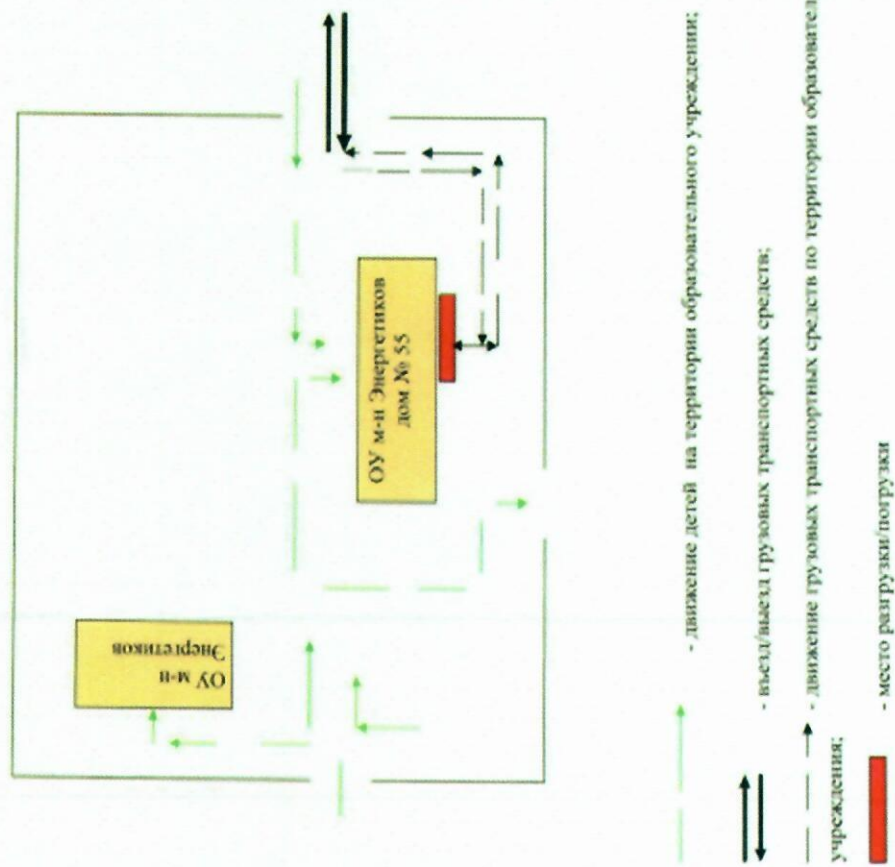 ОУ м-н
Энергетиков
ОУ м-н Энергетиков
дом № 55
- движение детей на территории образовательного учреждении;
- въезд/выезд грузовых транспортных средств;
- движение грузовых транспортных средств по территории образовател
учреждения;
- место разгрузки/погрузки